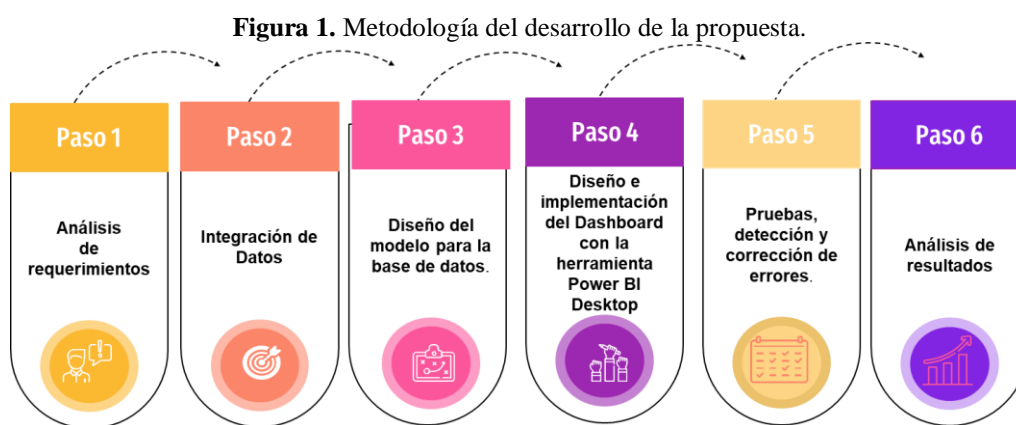 Figura 1. Metodología del desarrollo de la propuesta.
Paso 1
Análisis
de
requerimientos
Paso 2
Integración de
Datos
Paso 3
Diseño del
modelo para la
base de datos.
Paso 4
Diseño e
implementación
del Dashboard
con la
herramienta
Power BI
Desktop
Paso 5
Pruebas,
detección y
corrección de
errores.
Paso 6
Análisis de
resultados